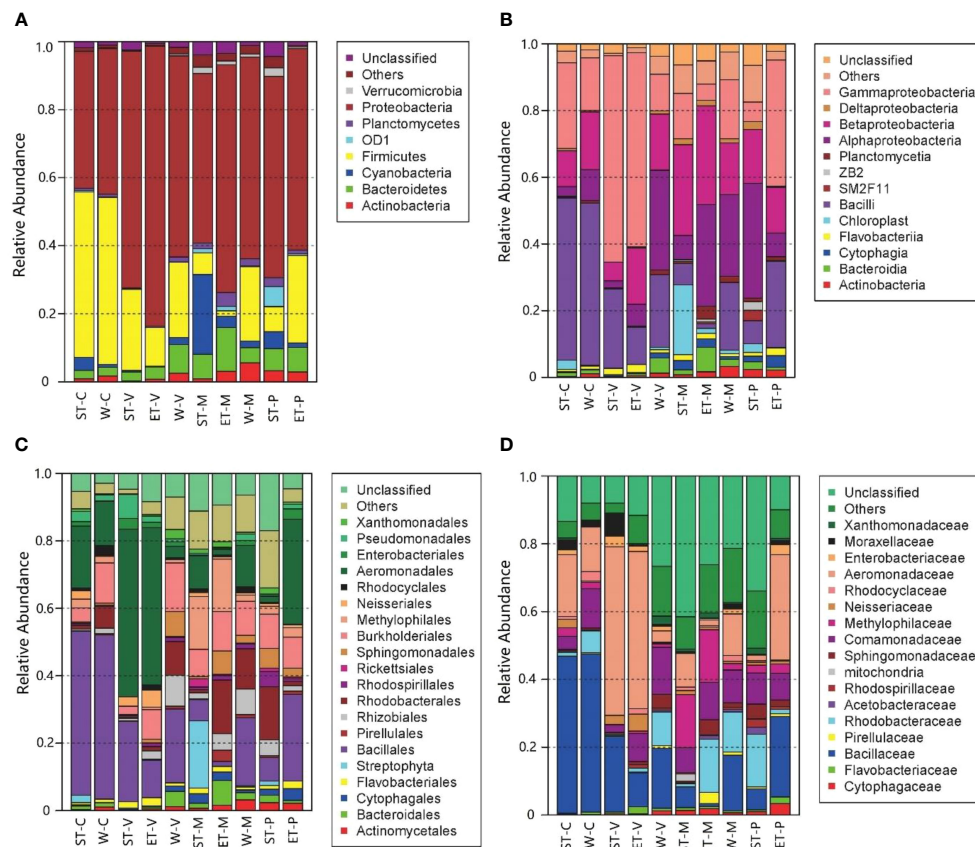 A
Relative Abundance
1.0
0.8
0.6
0.4
0.2
0
ST-C
W-C
ST-V
ET-V
W-V
ST-M
ET-M
W-M
ST-P
ET-P
Unclassified
Others
Verrucomicrobia
Proteobacteria
Planctomycetes
OD1
Firmicutes
Cyanobacteria
Bacteroidetes
Actinobacteria
B
Relative Abundance
1.0
0.8
0.6
0.4
0.2
0
ST-C
W-C
ST-V
ET-V
W-V
ST-M
ET-M
W-M
ST-P
ET-P
Unclassified
Others
Gammaproteobacteria
Deltaproteobacteria
Betaproteobacteria
Alphaproteobacteria
Planctomycetia
ZB2
SM2F11
Bacilli
Chloroplast
Flavobacteriia
Cytophagia
Bacteroidia
Actinobacteria
C
Relative Abundance
1.0
0.8
0.6
0.4
0.2
0
ST-C
W-C
ST-V
ET-V
W-V
ST-M
ET-M
W-M
ST-P
ET-P
Unclassified
Others
Xanthomonadales
Pseudomonadales
Enterobacteriales
Aeromonadales
Rhodocyclales
Neisseriales
Methylophilales
Burkholderiales
Sphingomonadales
Rickettsiales
Rhodospirillales
Rhodobacterales
Rhizobiales
Pirellulales
Bacillales
Streptophyta
Flavobacteriales
Cytophagales
Bacteroidales
Actinomycetales
D
Relative Abundance
1.0
0.8
0.6
0.4
0.2
0
ST-C
W-C
ST-V
ET-V
W-V
ST-M
ET-M
W-M
ST-P
ET-P
Unclassified
Others
Xanthomonadaceae
Moraxellaceae
Enterobacteriaceae
Aeromonadaceae
Rhodocyclaceae
Neisseriaceae
Methylophilaceae
Comamonadaceae
Sphingomonadaceae
mitochondria
Rhodospirillaceae
Acetobacteraceae
Rhodobacteraceae
Pirellulaceae
Bacillaceae
Flavobacteriaceae
Cytophagaceae